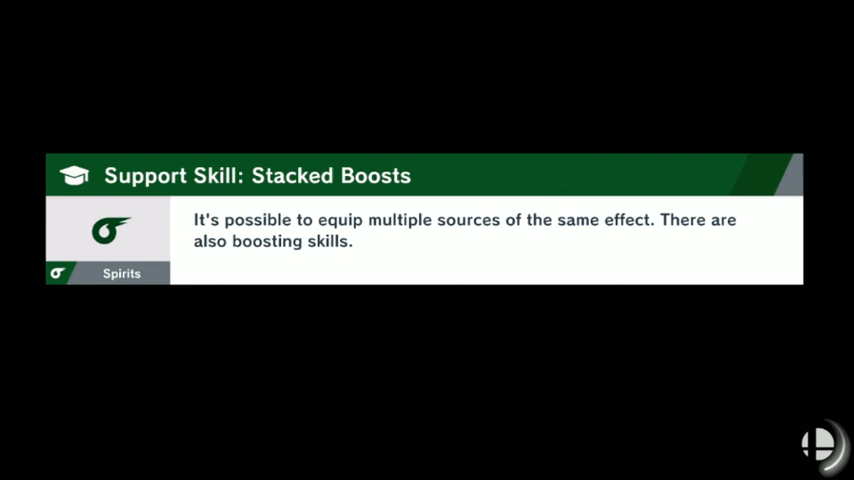 Support Skill: Stacked Boosts
It's possible to equip multiple sources of the same effect. There are
also boosting skills.
Spirits